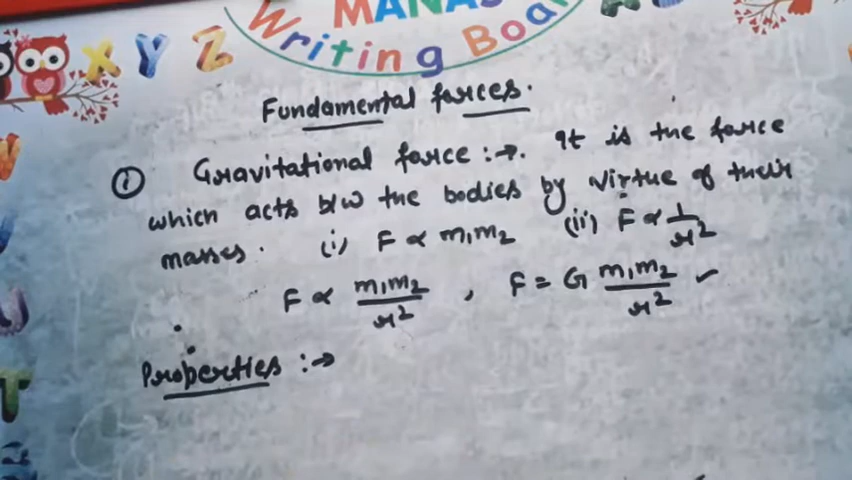 X Y Z
MANAS
Writing Boa
Fundamental forces.
① Gravitational force :→. It is the force
which acts b/w the bodies by virtue of their
masses. (i) F ∝ m₁m₂ (ii) F ∝ 1/r²
F ∝ m₁m₂/r² , F = G m₁m₂/r² ✓
Properties :→
U
T